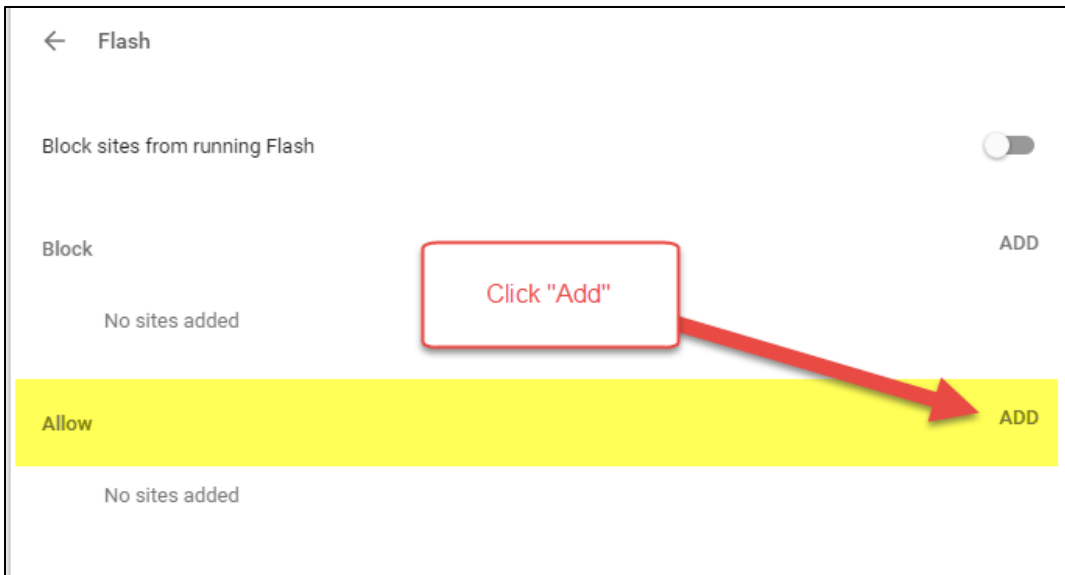 Flash
Block sites from running Flash
Block
ADD
Click "Add"
No sites added
Allow
ADD
No sites added